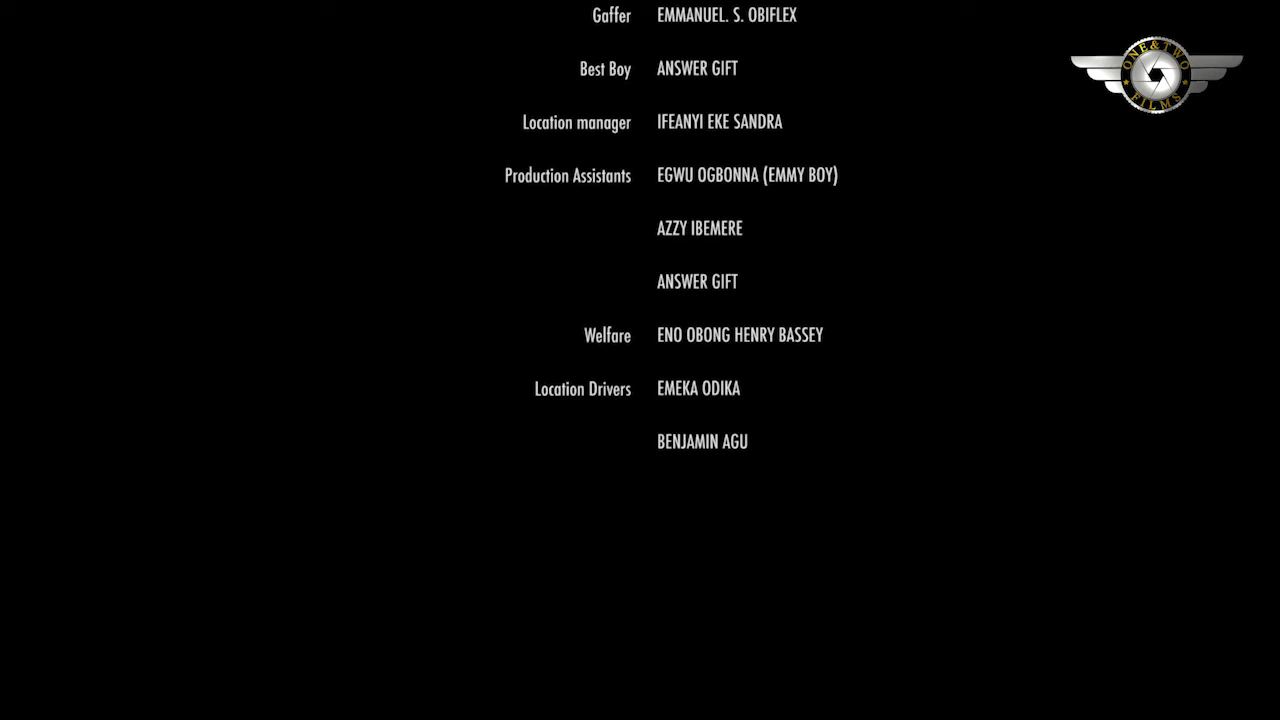 Gaffer EMMANUEL. S. OBIFLEX
Best Boy ANSWER GIFT
Location manager IFEANYI EKE SANDRA
Production Assistants EGWU OGBONNA (EMMY BOY)
AZZY IBEMERE
ANSWER GIFT
Welfare ENO OBONG HENRY BASSEY
Location Drivers EMEKA ODIKA
BENJAMIN AGU
ONE&TWO
FILMS